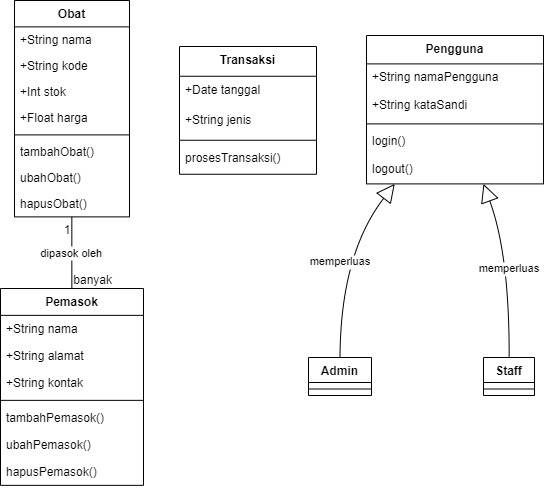 Obat
+String nama
+String kode
+Int stok
+Float harga
tambahObat()
ubahObat()
hapusObat()
1
dipasok oleh
banyak
Pemasok
+String nama
+String alamat
+String kontak
tambahPemasok()
ubahPemasok()
hapusPemasok()
Transaksi
+Date tanggal
+String jenis
prosesTransaksi()
Pengguna
+String namaPengguna
+String kataSandi
login()
logout()
memperluas
memperluas
Admin
Staff